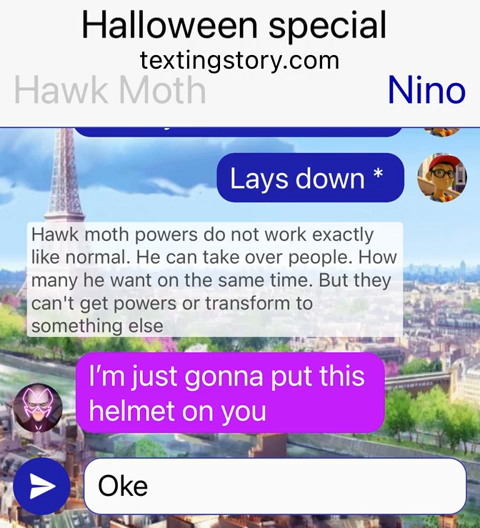 Halloween special
textingstory.com
Hawk Moth Nino
Lays down *
Hawk moth powers do not work exactly
like normal. He can take over people. How
many he want on the same time. But they
can't get powers or transform to
something else
I'm just gonna put this
helmet on you
Oke